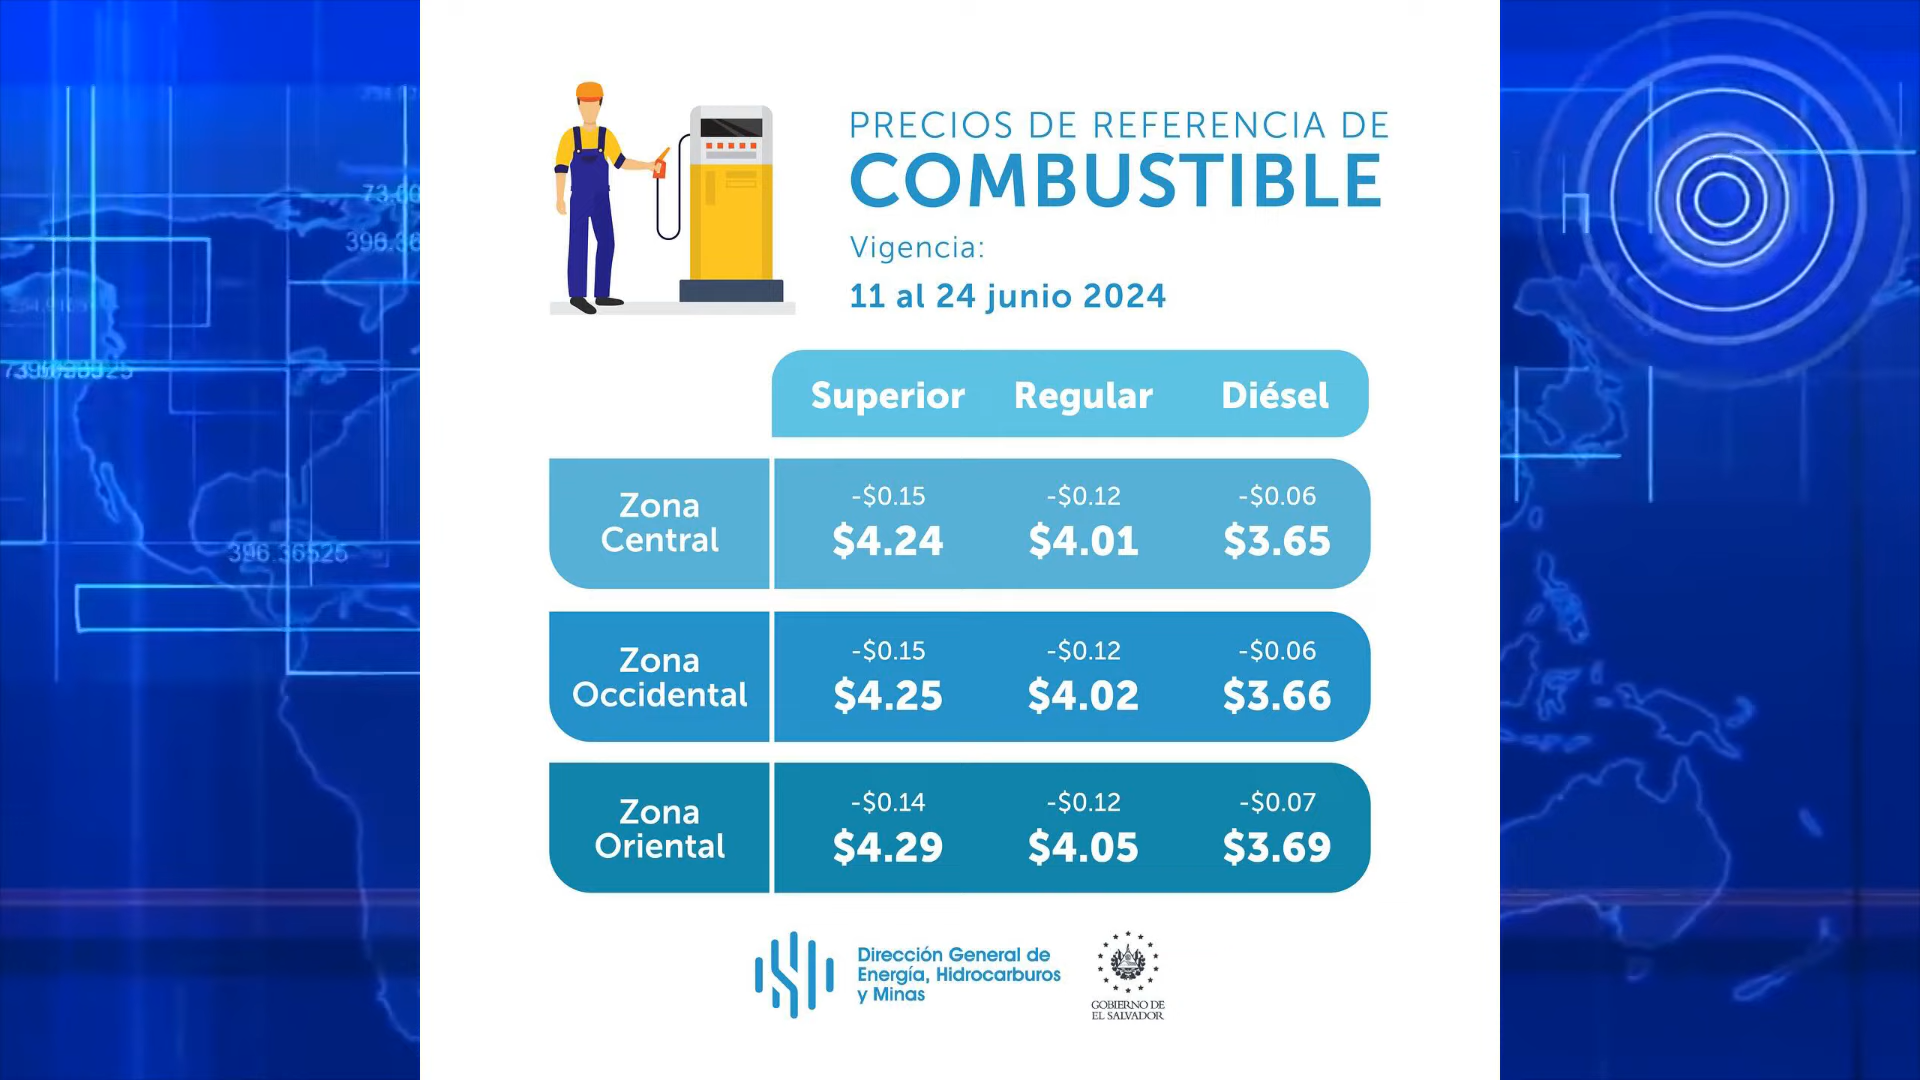 PRECIOS DE REFERENCIA DE
COMBUSTIBLE
Vigencia:
11 al 24 junio 2024
Superior Regular Diésel
Zona Central
-$0.15 -$0.12 -$0.06
$4.24 $4.01 $3.65
Zona Occidental
-$0.15 -$0.12 -$0.06
$4.25 $4.02 $3.66
Zona Oriental
-$0.14 -$0.12 -$0.07
$4.29 $4.05 $3.69
Dirección General de
Energía, Hidrocarburos
y Minas
GOBIERNO DE
EL SALVADOR
396.36525